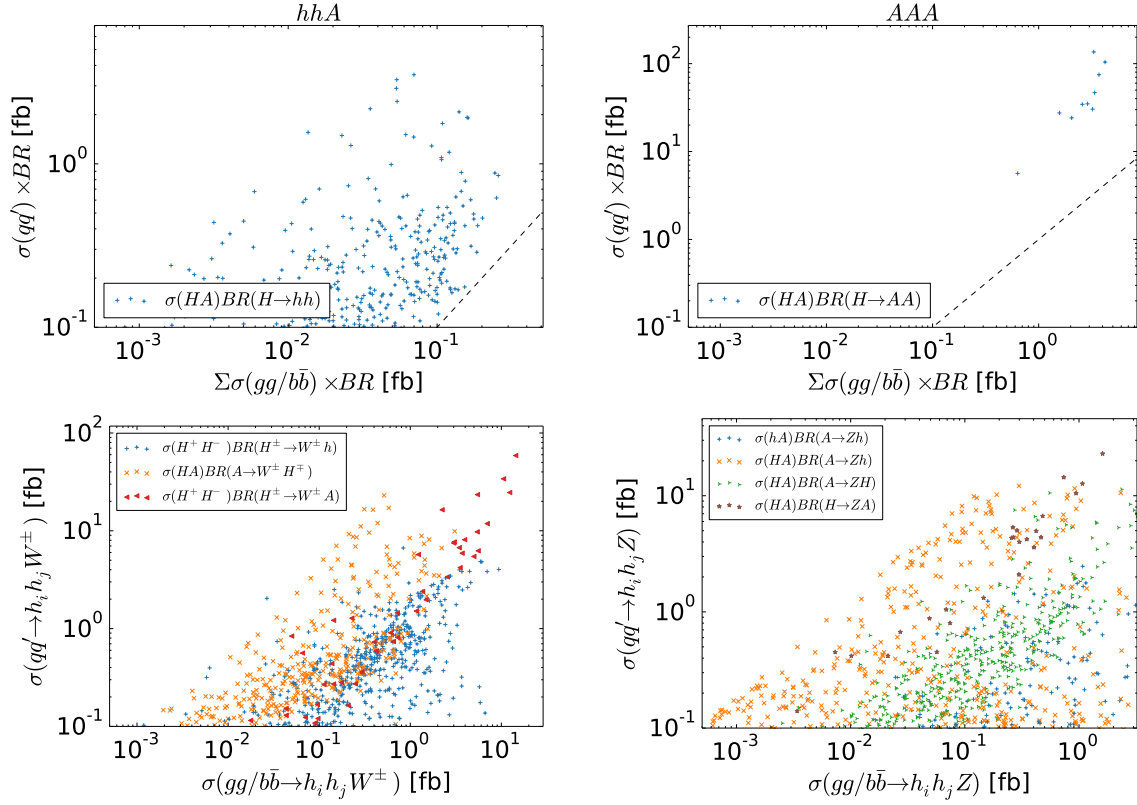 hhA
σ(qq′) ×BR [fb]
10⁰
10⁻¹
σ(HA)BR(H→hh)
10⁻³ 10⁻² 10⁻¹
Σσ(gg/bb̄) ×BR [fb]
AAA
σ(qq′) ×BR [fb]
10²
10¹
10⁰
10⁻¹
σ(HA)BR(H→AA)
10⁻³ 10⁻² 10⁻¹ 10⁰
Σσ(gg/bb̄) ×BR [fb]
σ(qq′→hᵢhⱼW±) [fb]
10²
10¹
10⁰
10⁻¹
σ(H⁺H⁻)BR(H±→W±h)
σ(HA)BR(A→W±H∓)
σ(H⁺H⁻)BR(H±→W±A)
10⁻³ 10⁻² 10⁻¹ 10⁰ 10¹
σ(gg/bb̄→hᵢhⱼW±) [fb]
σ(qq′→hᵢhⱼZ) [fb]
10¹
10⁰
10⁻¹
σ(hA)BR(A→Zh)
σ(HA)BR(A→Zh)
σ(HA)BR(A→ZH)
σ(HA)BR(H→ZA)
10⁻³ 10⁻² 10⁻¹ 10⁰
σ(gg/bb̄→hᵢhⱼZ) [fb]